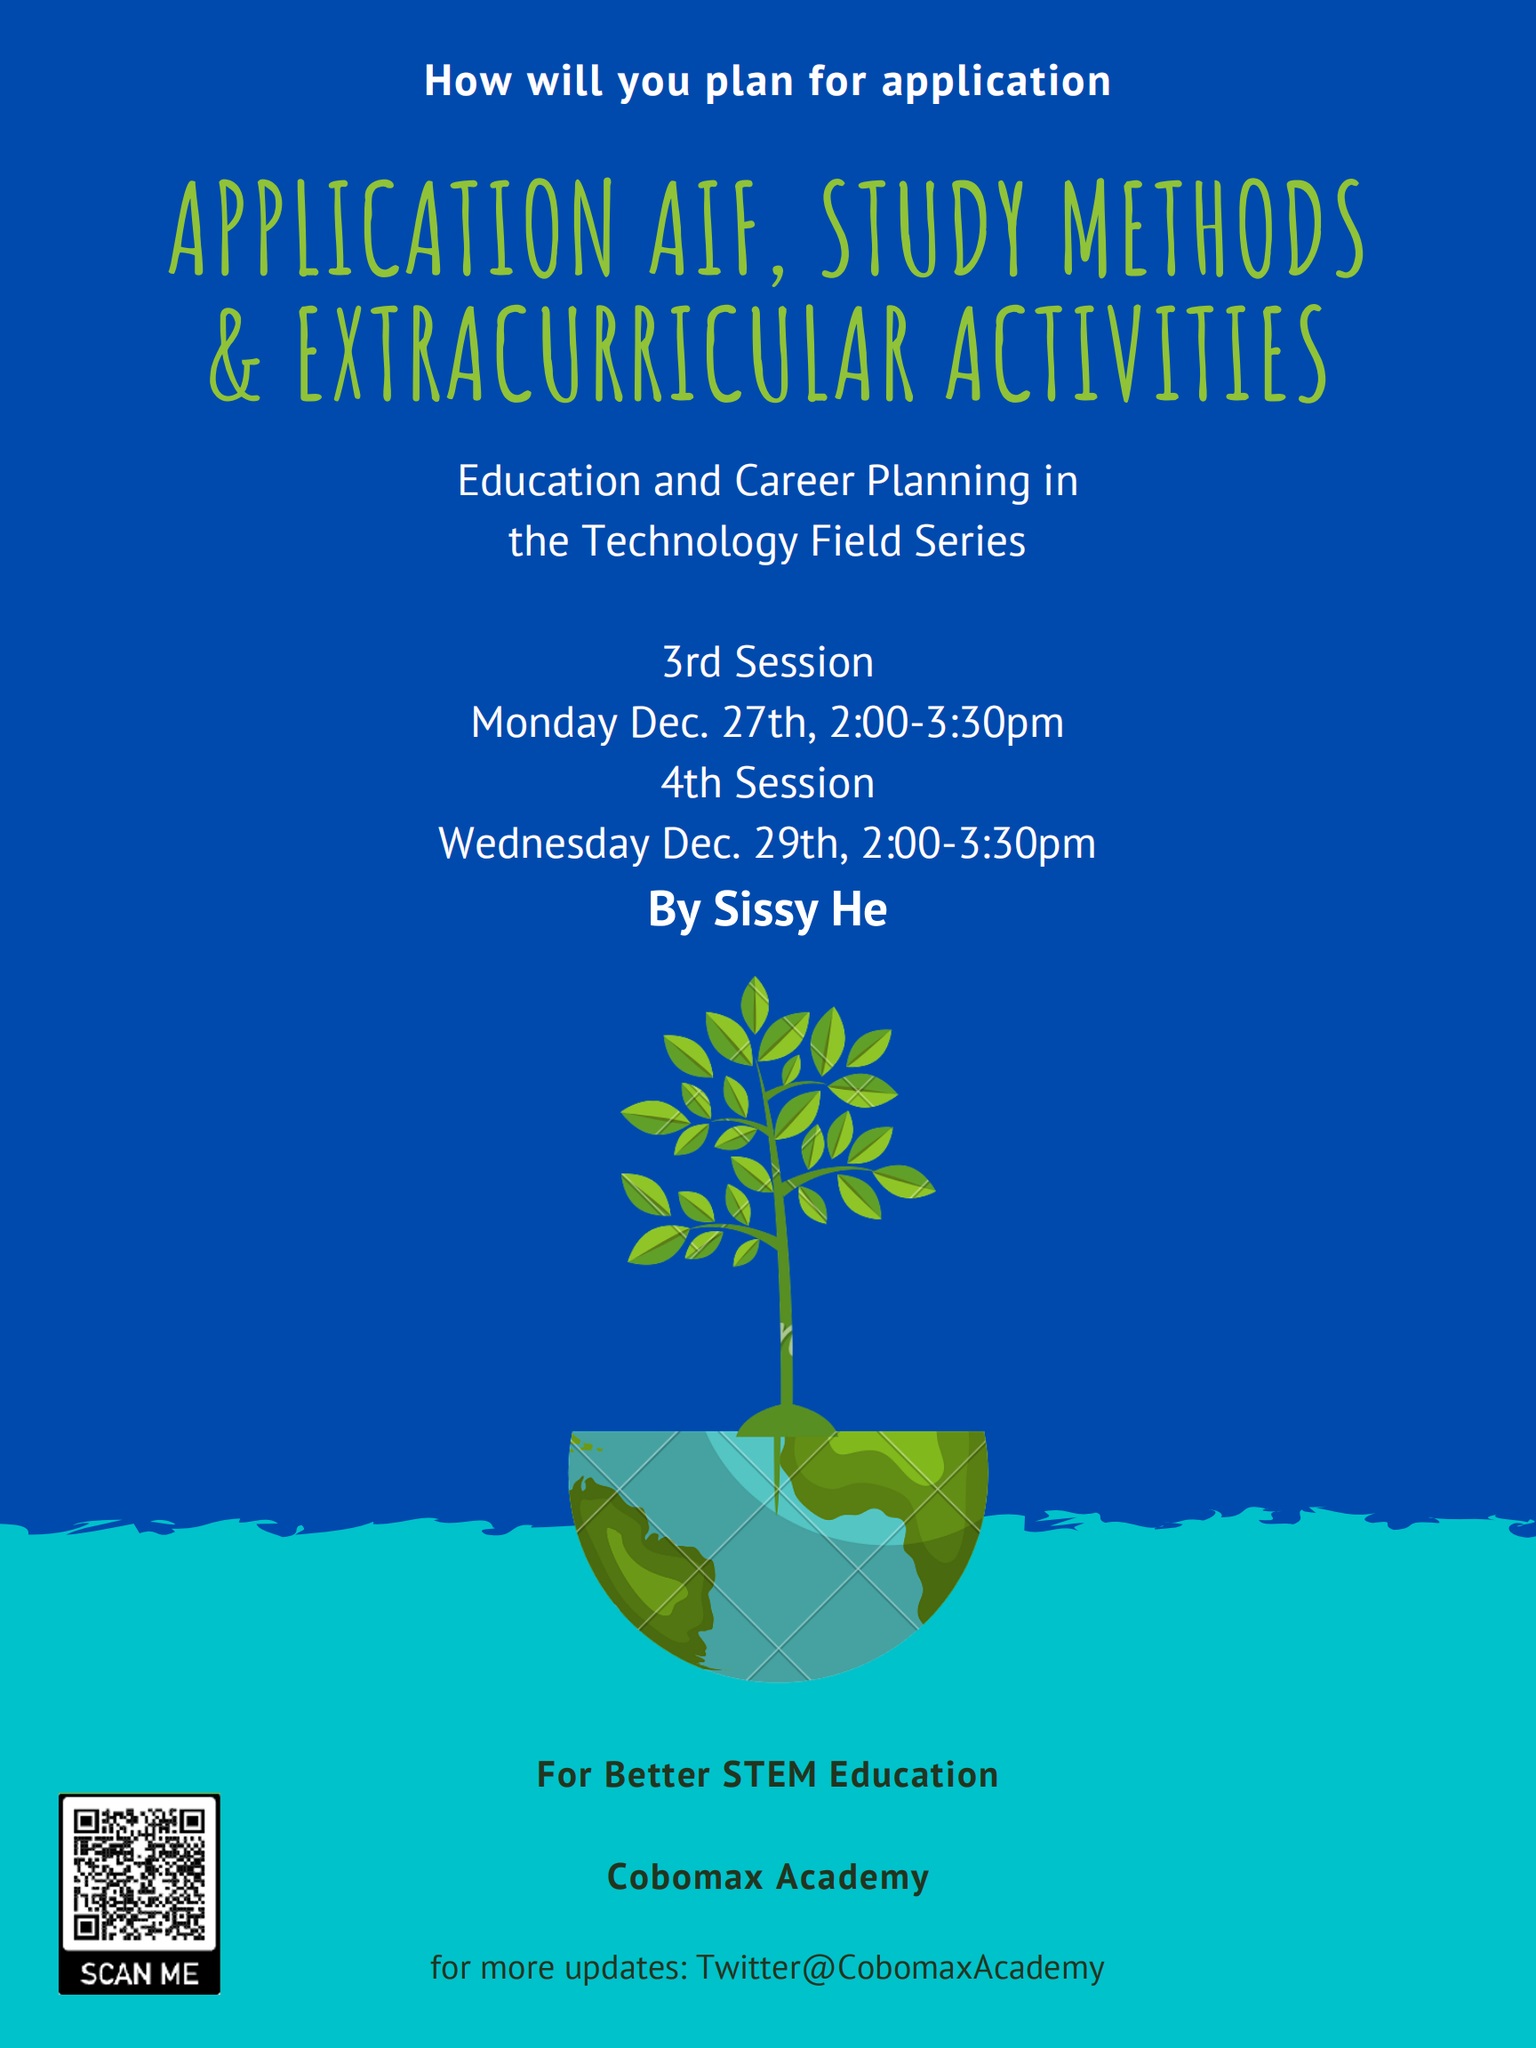 How will you plan for application
APPLICATION AIF, STUDY METHODS
& EXTRACURRICULAR ACTIVITIES
Education and Career Planning in
the Technology Field Series
3rd Session
Monday Dec. 27th, 2:00-3:30pm
4th Session
Wednesday Dec. 29th, 2:00-3:30pm
By Sissy He
For Better STEM Education
Cobomax Academy
for more updates: Twitter@CobomaxAcademy
SCAN ME